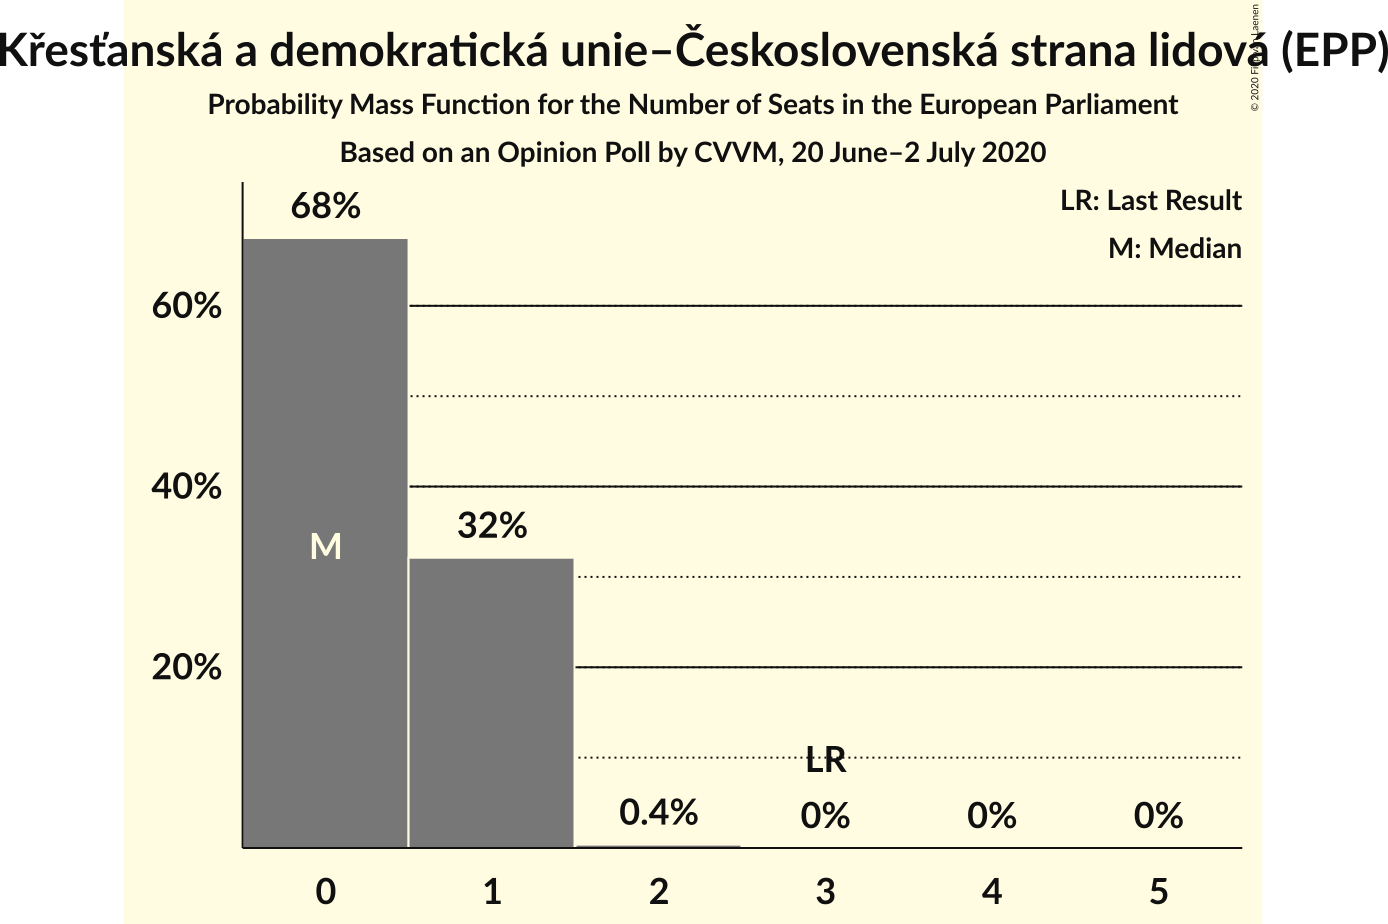 Křesťanská a demokratická unie–Československá strana lidová (EPP)
Probability Mass Function for the Number of Seats in the European Parliament
Based on an Opinion Poll by CVVM, 20 June–2 July 2020
© 2020 Laenen
LR: Last Result
M: Median
68%
60%
40%
32%
M
20%
LR
0.4%
0%
0%
0%
0
1
2
3
4
5